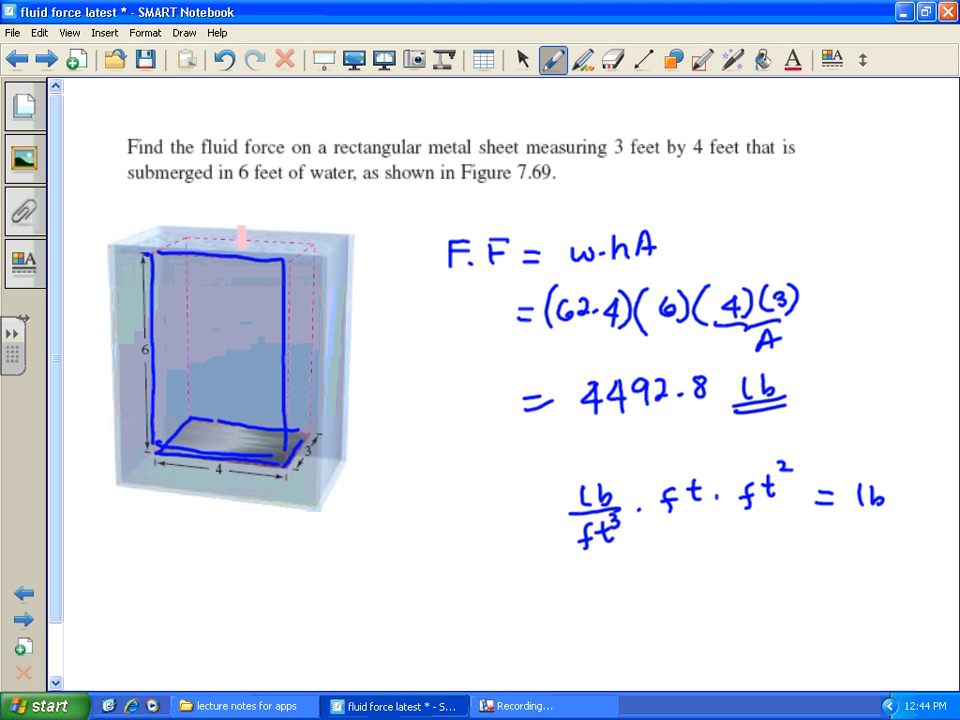 fluid force latest * - SMART Notebook
File Edit View Insert Format Draw Help
Find the fluid force on a rectangular metal sheet measuring 3 feet by 4 feet that is
submerged in 6 feet of water, as shown in Figure 7.69.
6
4
3
F.F = w·hA
= (62.4)(6)(4)(3)
A
= 4492.8 lb
lb/ft³ · ft · ft² = lb
start
lecture notes for apps
fluid force latest * - S...
Recording...
12:44 PM